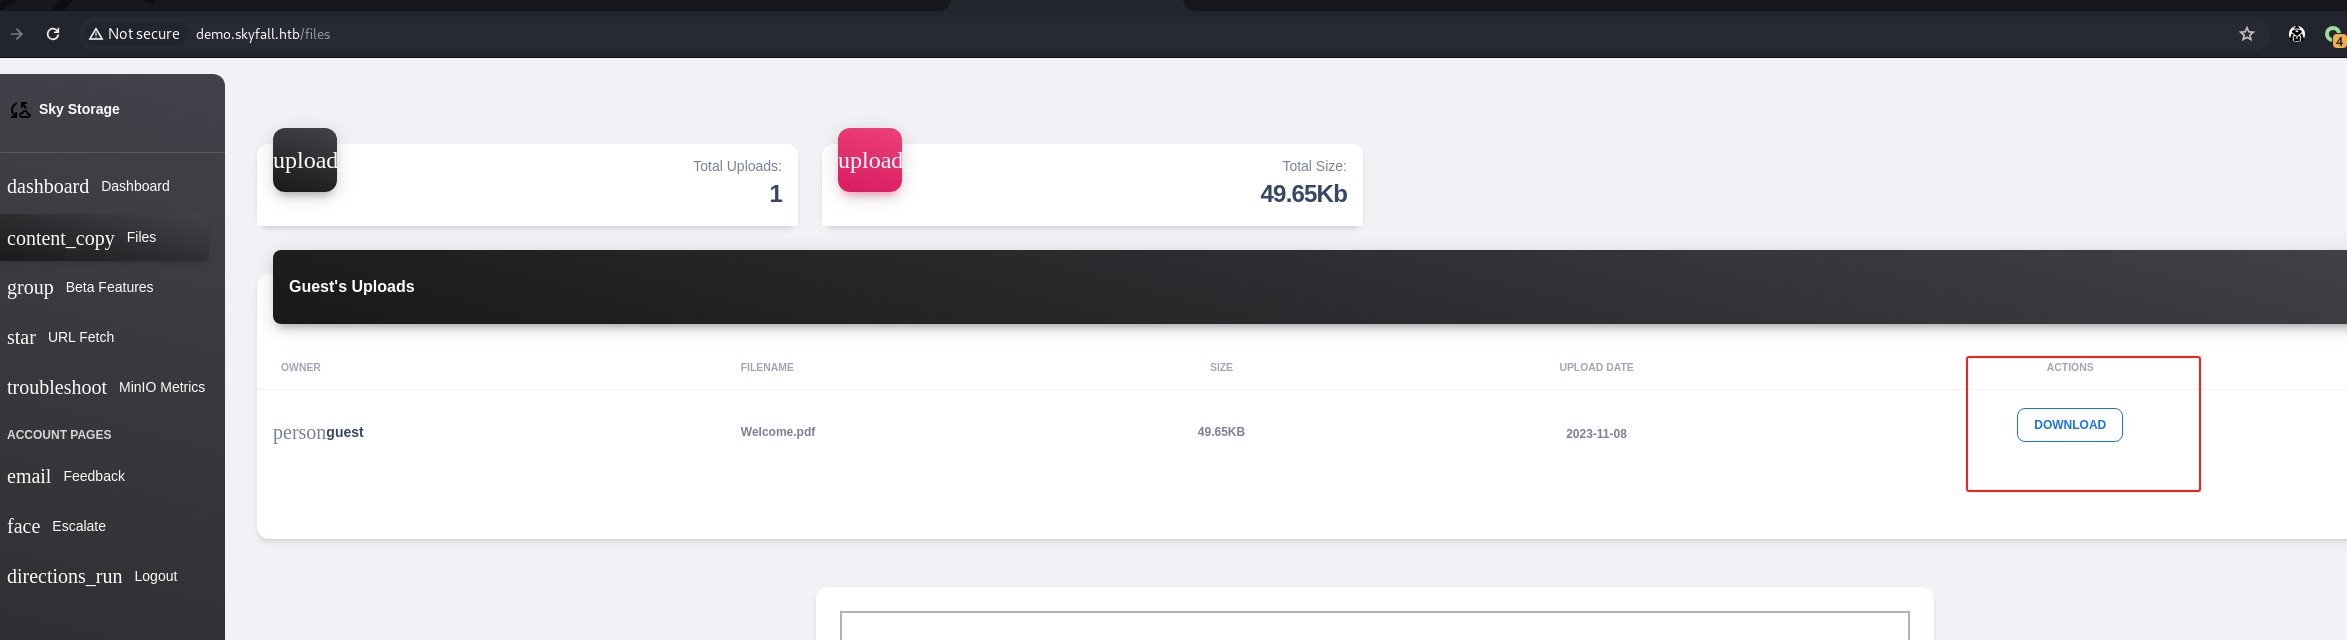 Not secure demo.skyfall.htb/files
4
Sky Storage
dashboard Dashboard
content_copy Files
group Beta Features
star URL Fetch
troubleshoot MinIO Metrics
ACCOUNT PAGES
email Feedback
face Escalate
directions_run Logout
upload
Total Uploads:
1
upload
Total Size:
49.65Kb
Guest's Uploads
OWNER FILENAME SIZE UPLOAD DATE ACTIONS
personguest Welcome.pdf 49.65KB 2023-11-08 DOWNLOAD